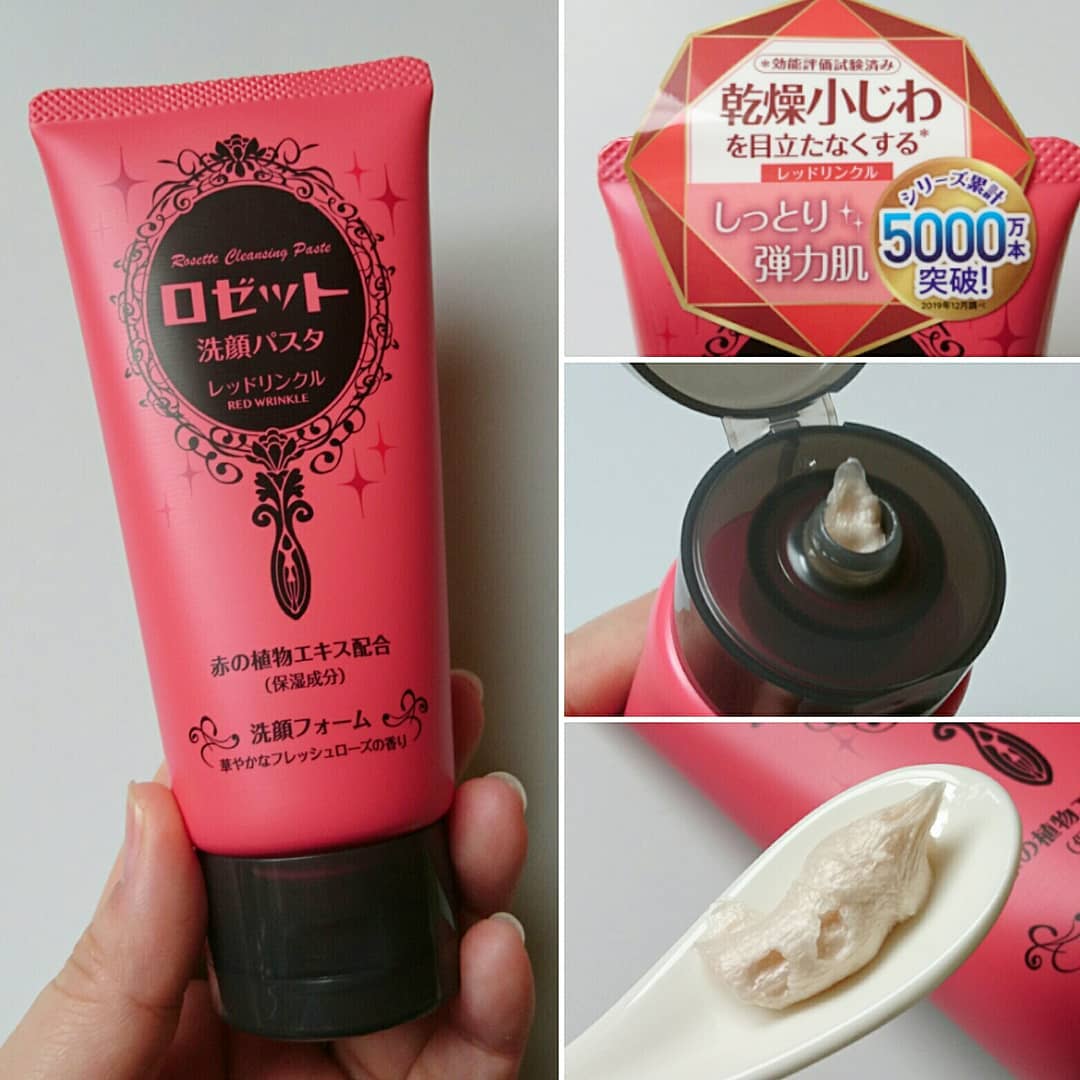 Rosette Cleansing Paste
ロゼット
洗顔パスタ
レッドリンクル
RED WRINKLE
赤の植物エキス配合
(保湿成分)
洗顔フォーム
華やかなフレッシュローズの香り
*効能評価試験済み
乾燥小じわ
を目立たなくする*
レッドリンクル
しっとり
弾力肌
シリーズ累計
5000万本
突破!
2019年12月調べ
の植物エ